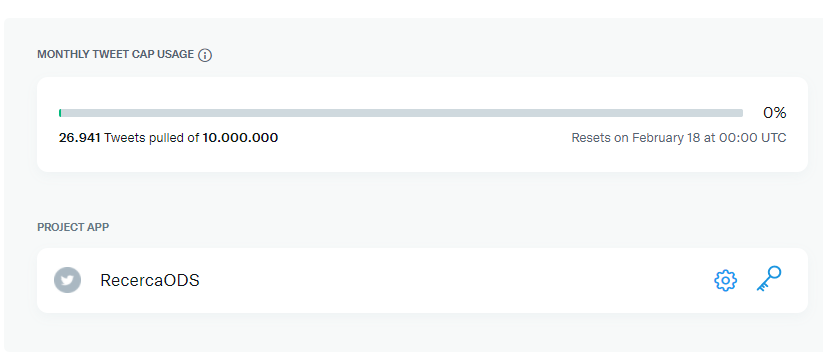 MONTHLY TWEET CAP USAGE
0%
26.941 Tweets pulled of 10.000.000
Resets on February 18 at 00:00 UTC
PROJECT APP
RecercaODS